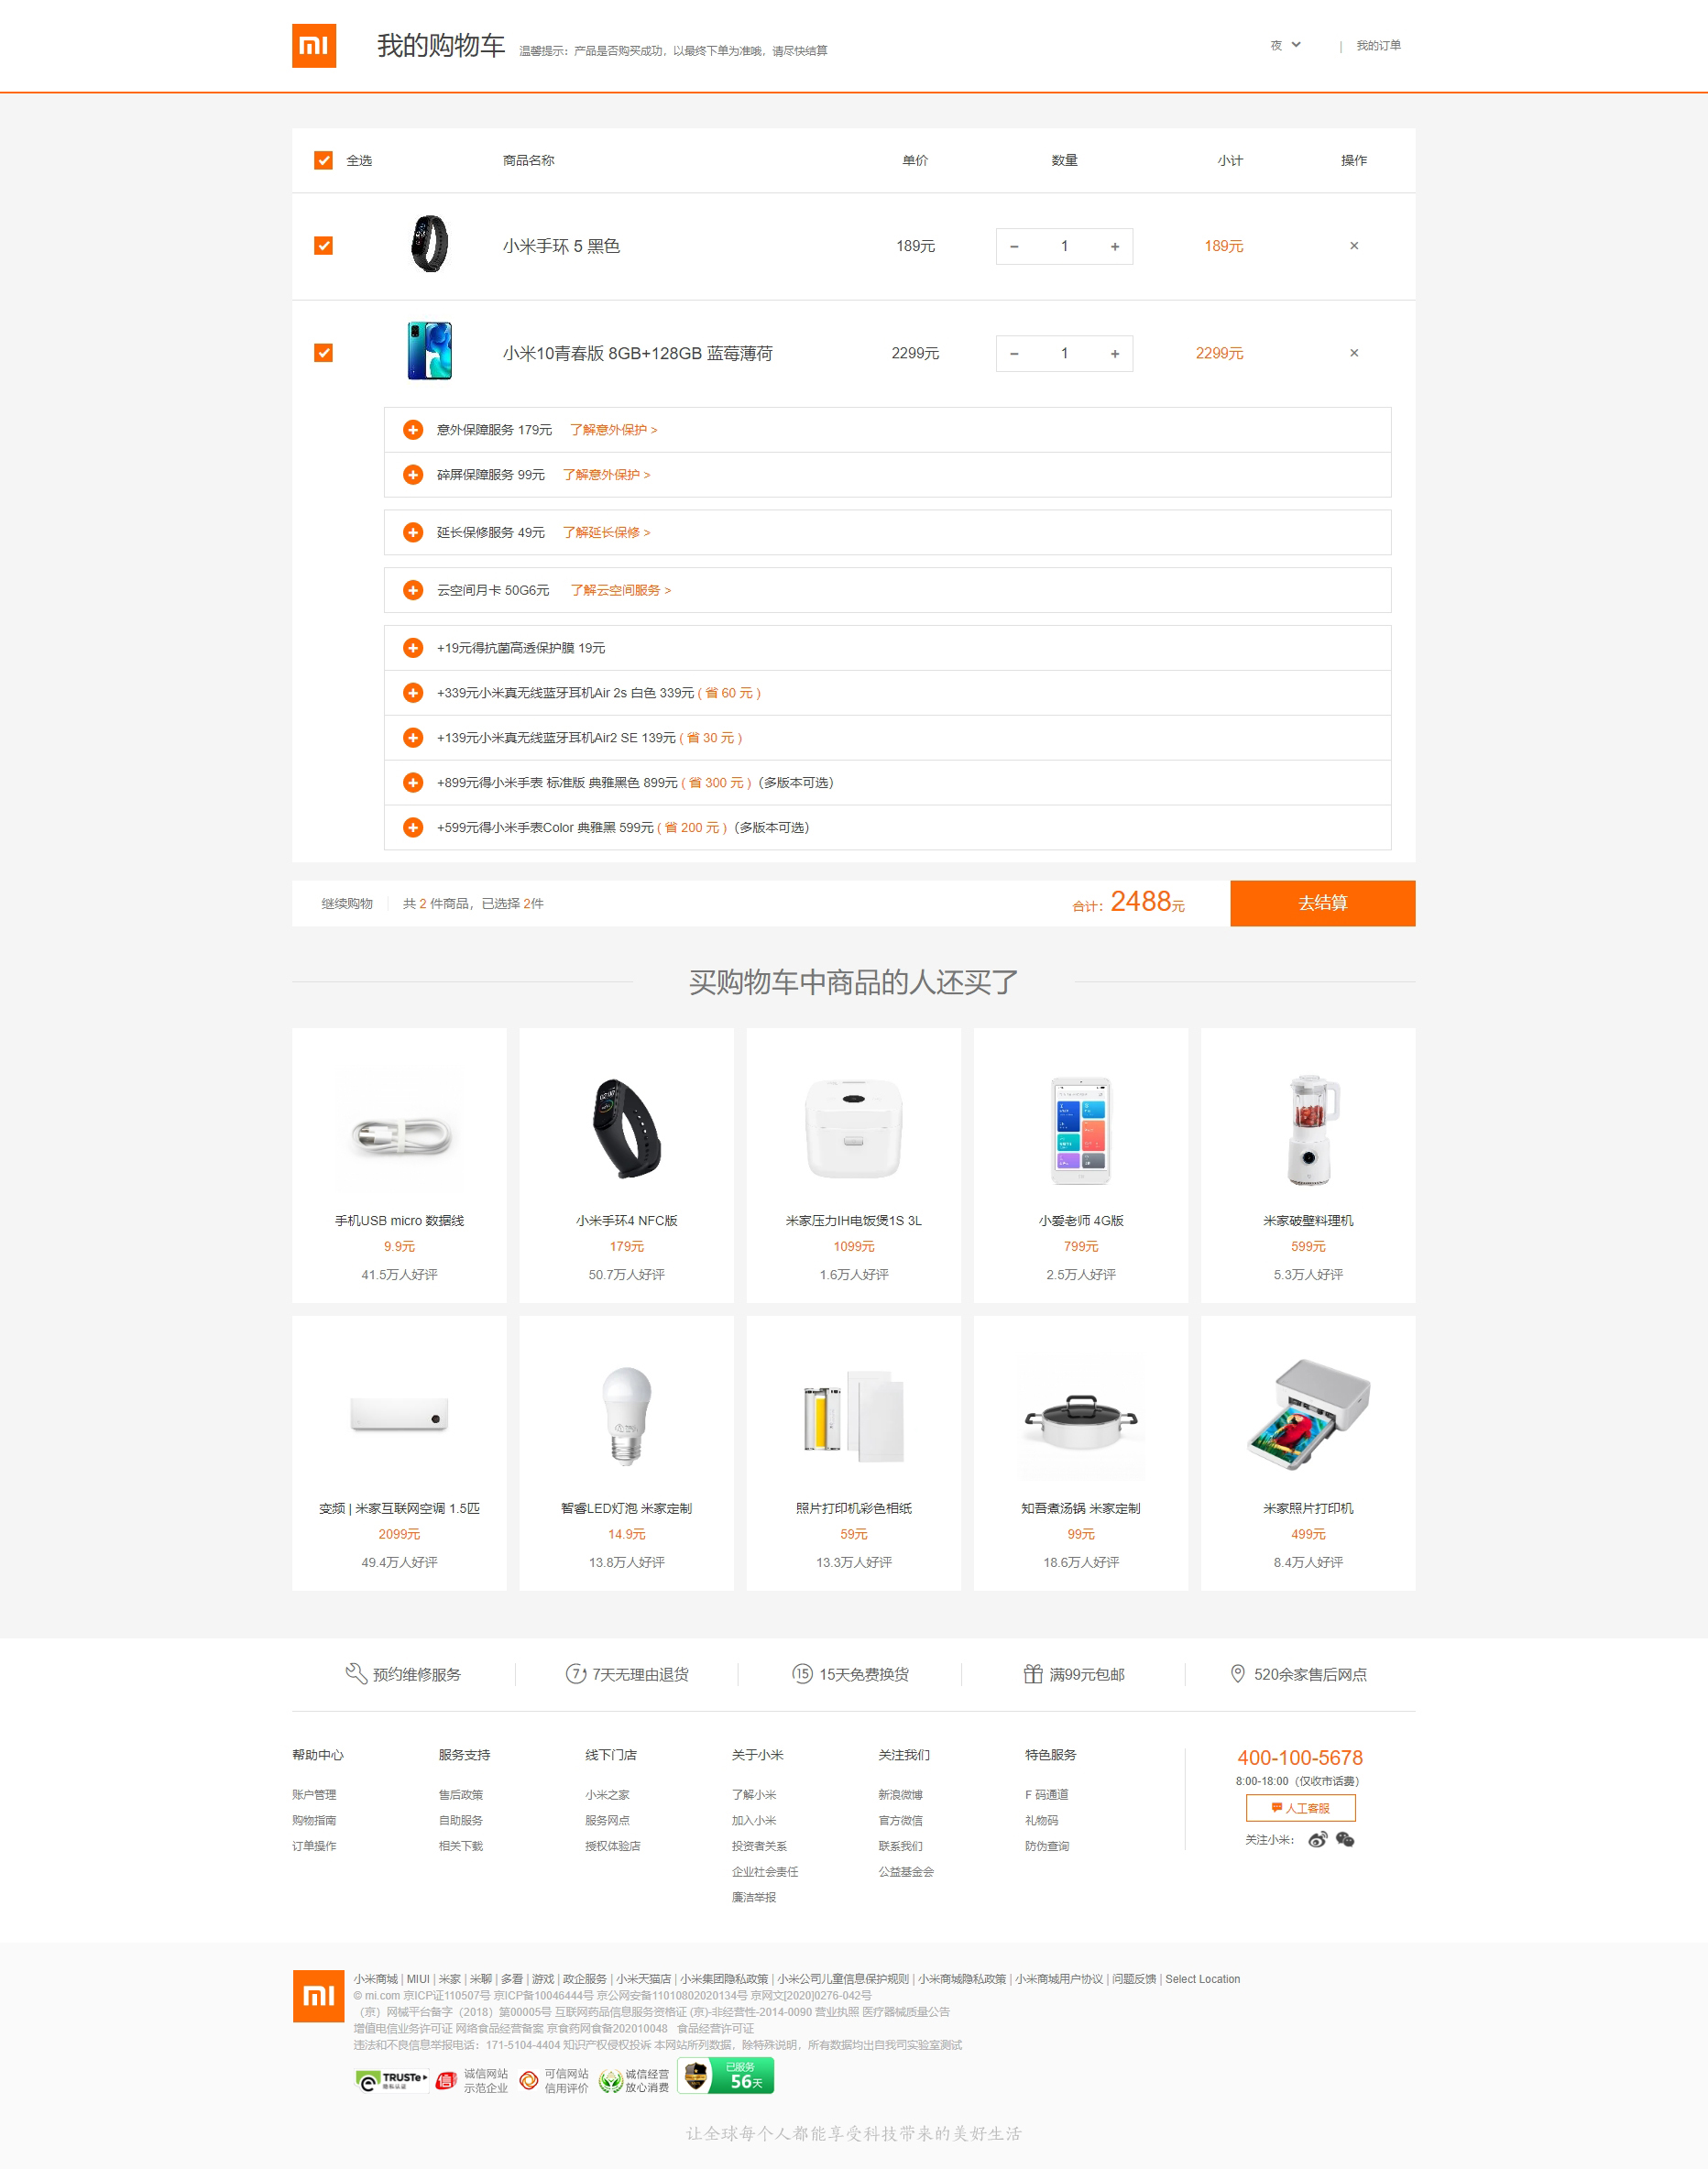 我的购物车 温馨提示：产品是否购买成功，以最终下单为准哦，请尽快结算 夜 | 我的订单
全选 商品名称 单价 数量 小计 操作
小米手环 5 黑色 189元 − 1 + 189元 ×
小米10青春版 8GB+128GB 蓝莓薄荷 2299元 − 1 + 2299元 ×
意外保障服务 179元 了解意外保护 >
碎屏保障服务 99元 了解意外保护 >
延长保修服务 49元 了解延长保修 >
云空间月卡 50G6元 了解云空间服务 >
+19元得抗菌高透保护膜 19元
+339元小米真无线蓝牙耳机Air 2s 白色 339元 ( 省 60 元 )
+139元小米真无线蓝牙耳机Air2 SE 139元 ( 省 30 元 )
+899元得小米手表 标准版 典雅黑色 899元 ( 省 300 元 )（多版本可选）
+599元得小米手表Color 典雅黑 599元 ( 省 200 元 )（多版本可选）
继续购物 共 2 件商品，已选择 2件 合计：2488元 去结算
买购物车中商品的人还买了
手机USB micro 数据线 小米手环4 NFC版 米家压力IH电饭煲1S 3L 小爱老师 4G版 米家破壁料理机
9.9元 179元 1099元 799元 599元
41.5万人好评 50.7万人好评 1.6万人好评 2.5万人好评 5.3万人好评
变频 | 米家互联网空调 1.5匹 智睿LED灯泡 米家定制 照片打印机彩色相纸 知吾煮汤锅 米家定制 米家照片打印机
2099元 14.9元 59元 99元 499元
49.4万人好评 13.8万人好评 13.3万人好评 18.6万人好评 8.4万人好评
预约维修服务 7 7天无理由退货 15 15天免费换货 满99元包邮 520余家售后网点
帮助中心 服务支持 线下门店 关于小米 关注我们 特色服务 400-100-5678
8:00-18:00（仅收市话费）
账户管理 售后政策 小米之家 了解小米 新浪微博 F 码通道 人工客服
购物指南 自助服务 服务网点 加入小米 官方微信 礼物码
订单操作 相关下载 授权体验店 投资者关系 联系我们 防伪查询 关注小米：
企业社会责任 公益基金会
廉洁举报
小米商城 | MIUI | 米家 | 米聊 | 多看 | 游戏 | 政企服务 | 小米天猫店 | 小米集团隐私政策 | 小米公司儿童信息保护规则 | 小米商城隐私政策 | 小米商城用户协议 | 问题反馈 | Select Location
© mi.com 京ICP证110507号 京ICP备10046444号 京公网安备11010802020134号 京网文[2020]0276-042号
（京）网械平台备字（2018）第00005号 互联网药品信息服务资格证 (京)-非经营性-2014-0090 营业执照 医疗器械质量公告
增值电信业务许可证 网络食品经营备案 京食药网食备202010048 食品经营许可证
违法和不良信息举报电话：171-5104-4404 知识产权侵权投诉 本网站所列数据，除特殊说明，所有数据均出自我司实验室测试
TRUSTe 隐私认证 信 诚信网站 示范企业 可信网站 信用评价 诚信经营 放心消费 已服务 56天
让全球每个人都能享受科技带来的美好生活